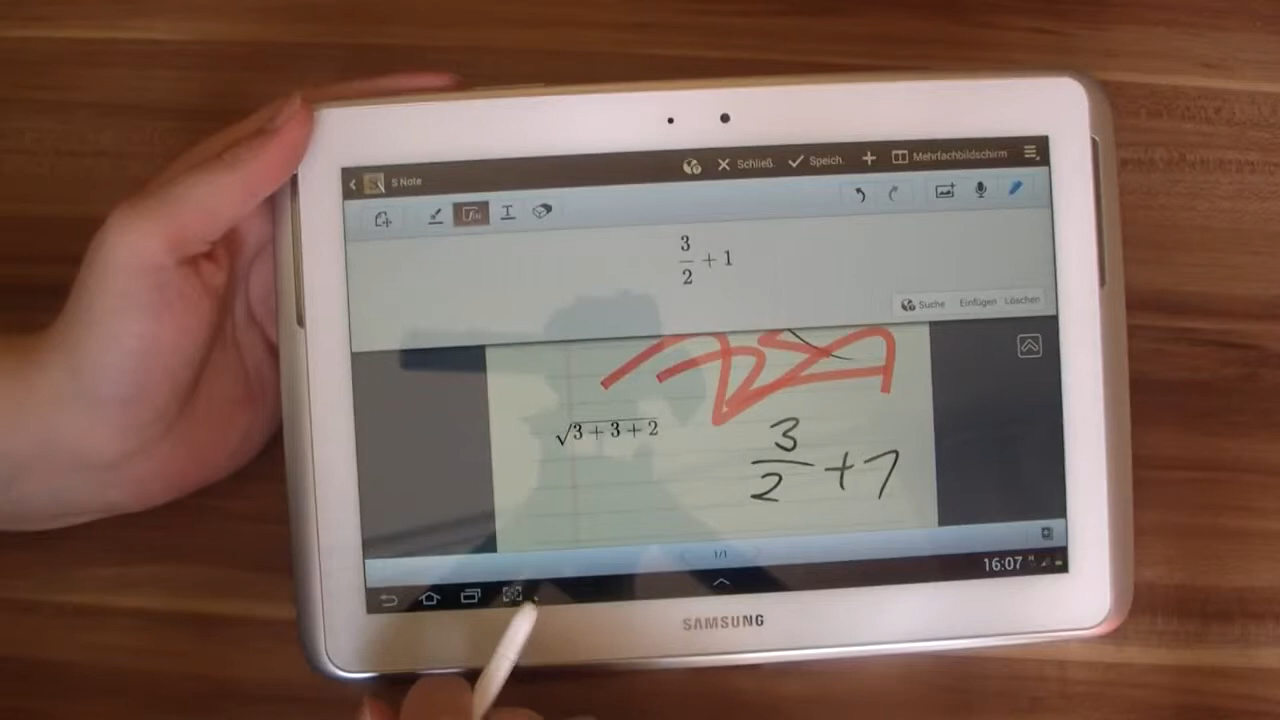 S Note
Schließ. Speich. Mehrfachbildschirm
3/2 + 1
Suche Einfügen Löschen
√3 + 3 + 2
3/2 + 7
1/1
16:07
SAMSUNG